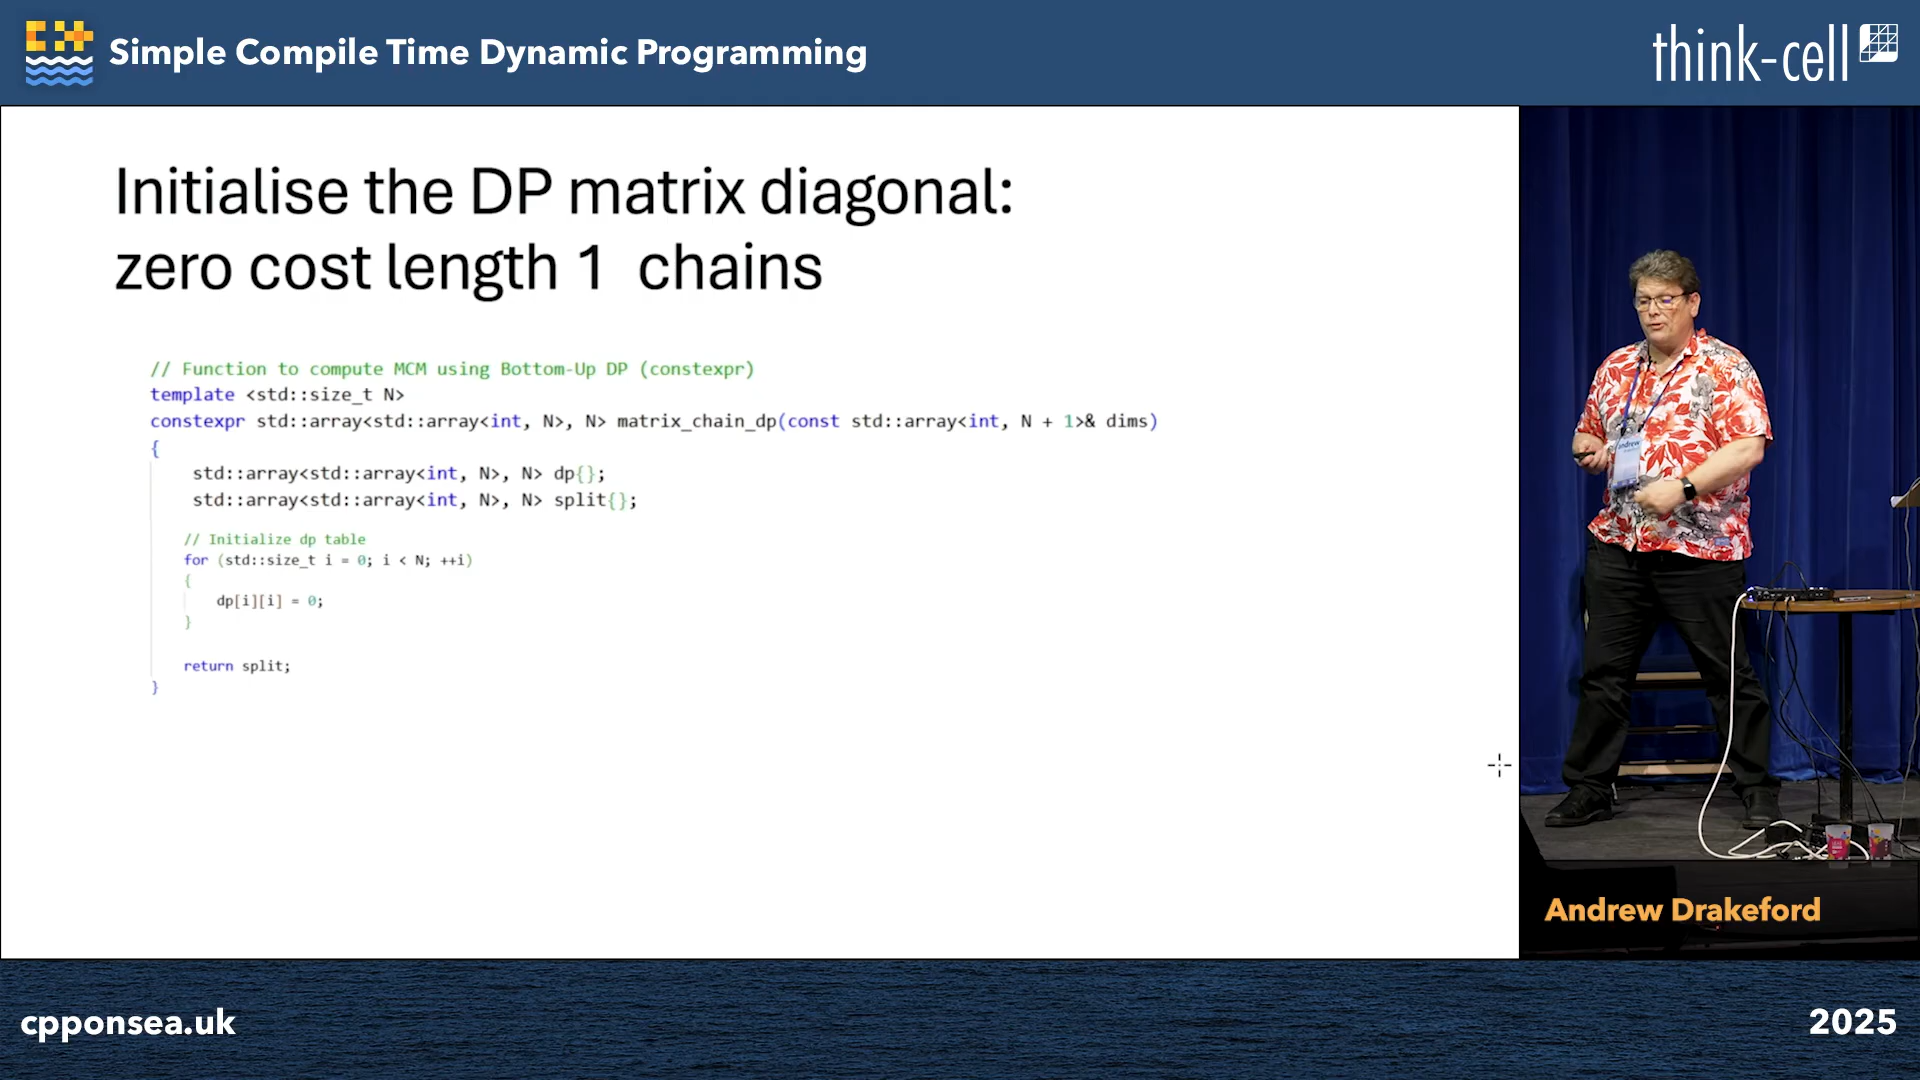 Simple Compile Time Dynamic Programming
think-cell
Initialise the DP matrix diagonal:
zero cost length 1  chains
// Function to compute MCM using Bottom-Up DP (constexpr)
template <std::size_t N>
constexpr std::array<std::array<int, N>, N> matrix_chain_dp(const std::array<int, N + 1>& dims)
{
std::array<std::array<int, N>, N> dp{};
std::array<std::array<int, N>, N> split{};
// Initialize dp table
for (std::size_t i = 0; i < N; ++i)
{
dp[i][i] = 0;
}
return split;
}
andrew
Andrew Drakeford
cpponsea.uk
2025